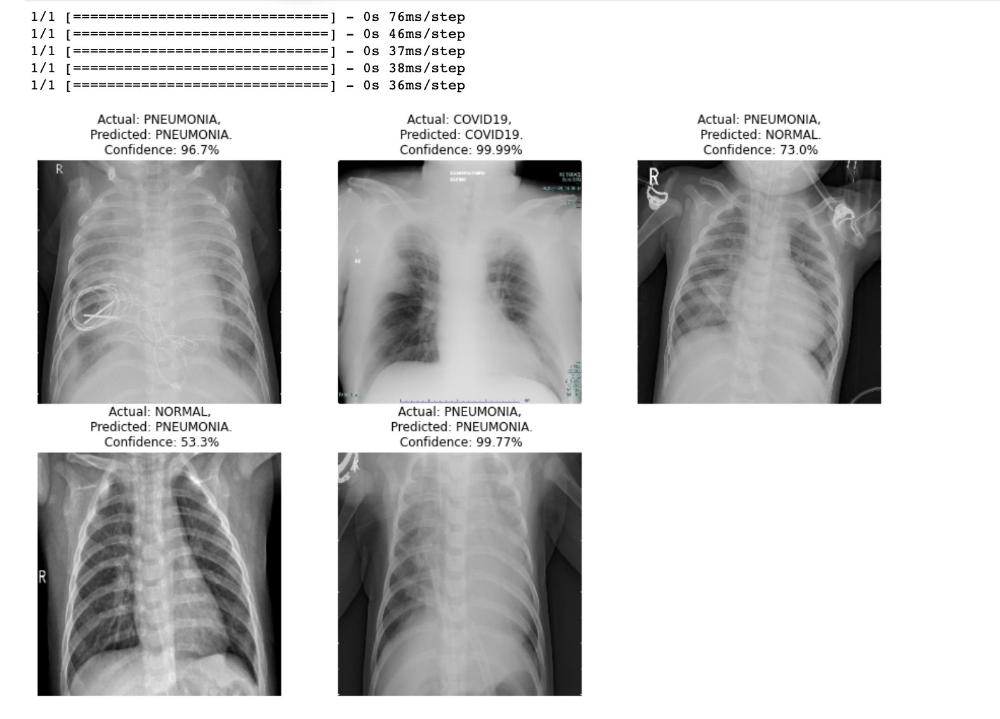 1/1 [==============================] - 0s 76ms/step
1/1 [==============================] - 0s 46ms/step
1/1 [==============================] - 0s 37ms/step
1/1 [==============================] - 0s 38ms/step
1/1 [==============================] - 0s 36ms/step
Actual: PNEUMONIA,
Predicted: PNEUMONIA.
Confidence: 96.7%
R
Actual: COVID19,
Predicted: COVID19.
Confidence: 99.99%
Actual: PNEUMONIA,
Predicted: NORMAL.
Confidence: 73.0%
R
Actual: NORMAL,
Predicted: PNEUMONIA.
Confidence: 53.3%
R
Actual: PNEUMONIA,
Predicted: PNEUMONIA.
Confidence: 99.77%
R